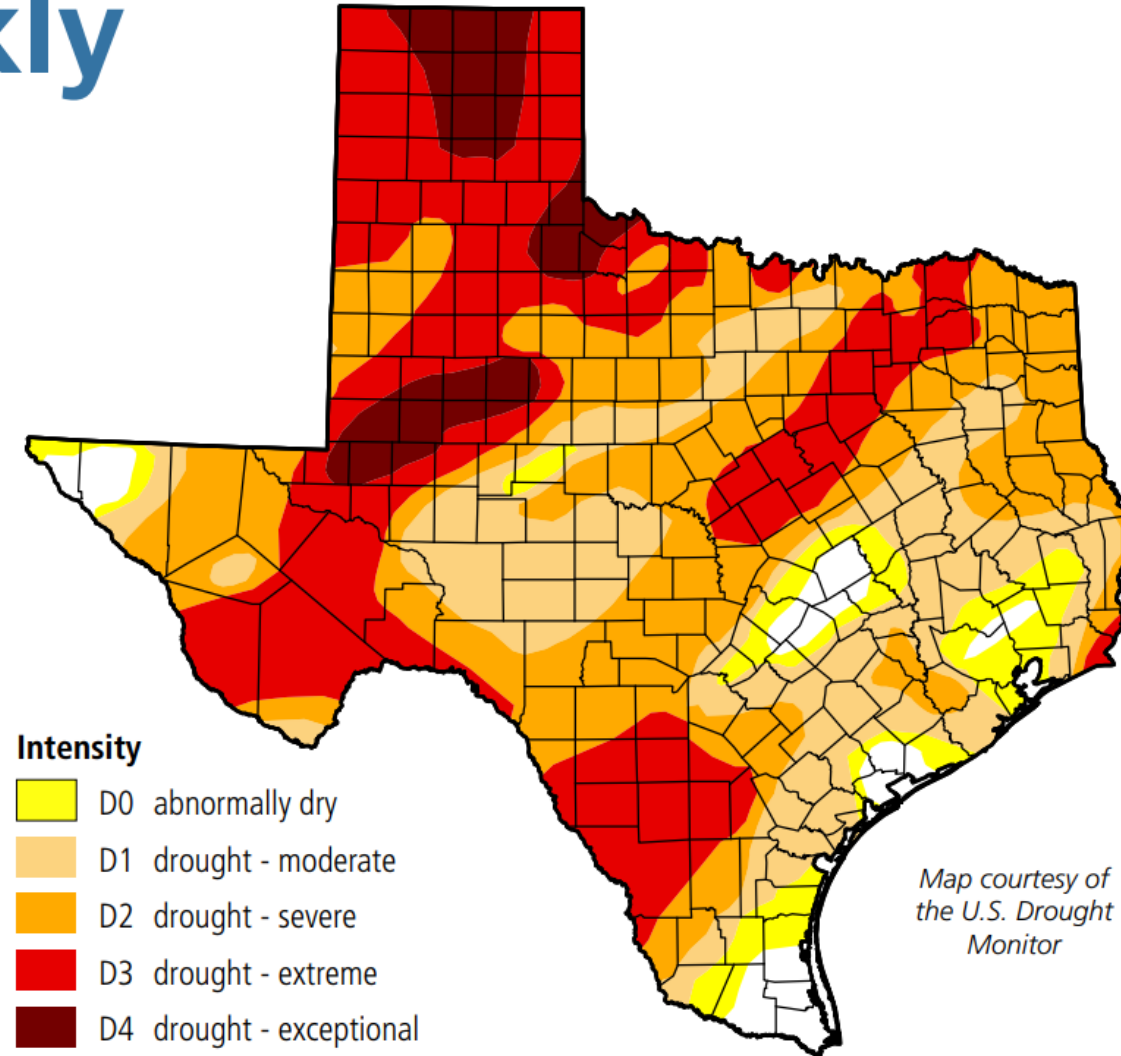 kly
Intensity
D0 abnormally dry
D1 drought - moderate
D2 drought - severe
D3 drought - extreme
D4 drought - exceptional
Map courtesy of
the U.S. Drought
Monitor